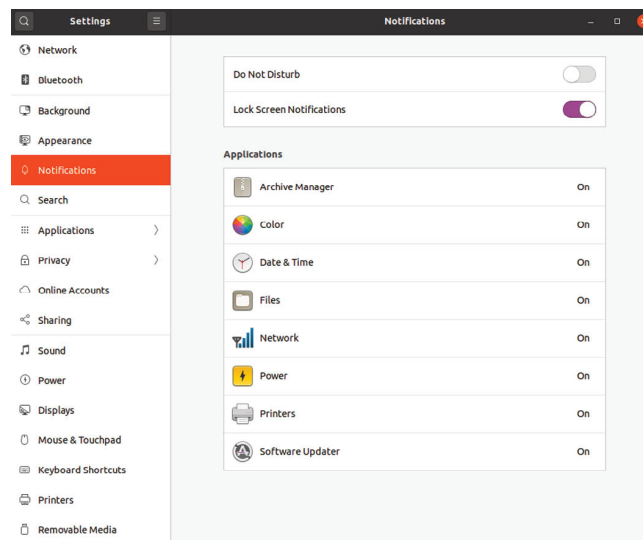 Settings
Notifications
Network
Bluetooth
Background
Appearance
Notifications
Search
Applications
Privacy
Online Accounts
Sharing
Sound
Power
Displays
Mouse & Touchpad
Keyboard Shortcuts
Printers
Removable Media
Do Not Disturb
Lock Screen Notifications
Applications
Archive Manager On
Color On
Date & Time On
Files On
Network On
Power On
Printers On
Software Updater On